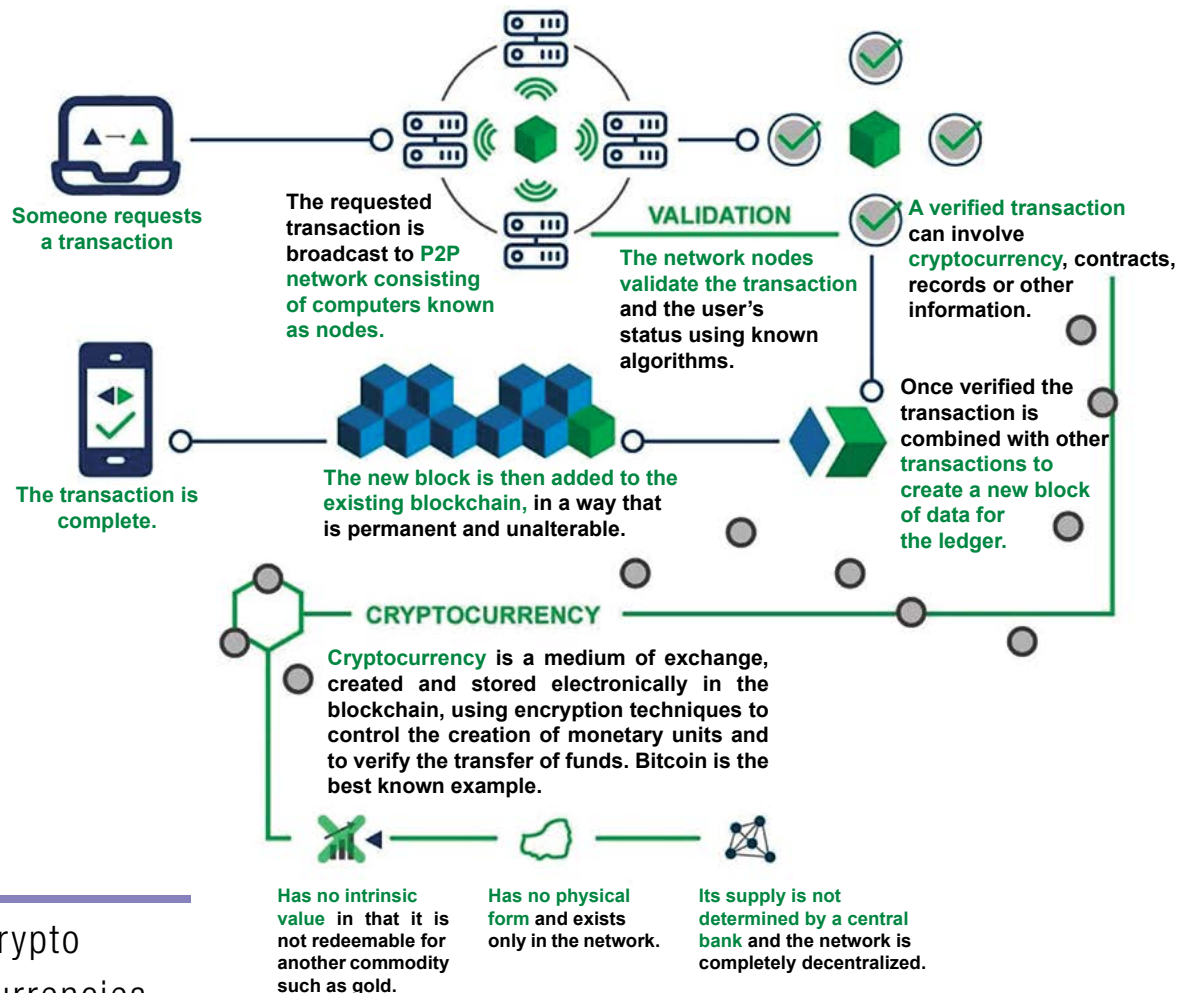 Someone requests
a transaction
The requested
transaction is
broadcast to P2P
network consisting
of computers known
as nodes.
VALIDATION
The network nodes
validate the transaction
and the user's
status using known
algorithms.
A verified transaction
can involve
cryptocurrency, contracts,
records or other
information.
Once verified the
transaction is
combined with other
transactions to
create a new block
of data for
the ledger.
The new block is then added to the
existing blockchain, in a way that
is permanent and unalterable.
The transaction is
complete.
CRYPTOCURRENCY
Cryptocurrency is a medium of exchange,
created and stored electronically in the
blockchain, using encryption techniques to
control the creation of monetary units and
to verify the transfer of funds. Bitcoin is the
best known example.
Has no intrinsic
value in that it is
not redeemable for
another commodity
such as gold.
Has no physical
form and exists
only in the network.
Its supply is not
determined by a central
bank and the network is
completely decentralized.
rypto